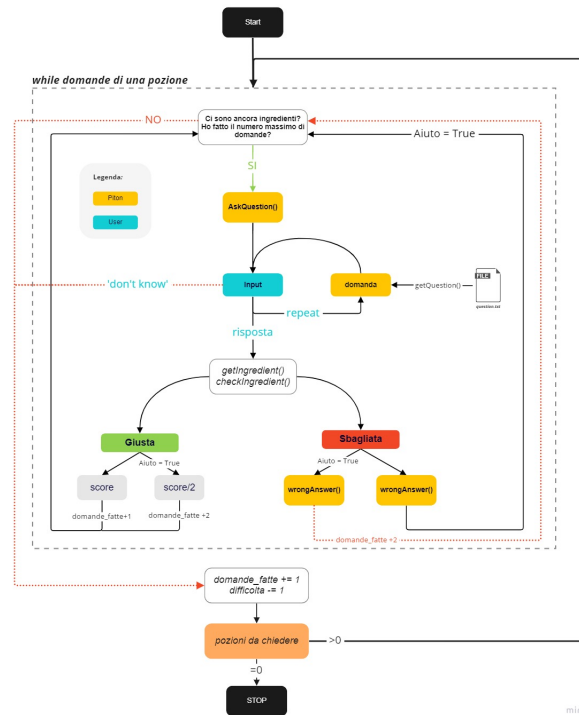 Start
while domande di una pozione
NO
Ci sono ancora ingredienti?
Ho fatto il numero massimo di
domande?
Aiuto = True
SI
Legenda:
Piton
User
AskQuestion()
'don't know'
Input
domanda
getQuestion()
FILE
repeat
risposta
getIngredient()
checkIngredient()
Giusta
Sbagliata
Aiuto = True
Aiuto = True
score
score/2
wrongAnswer()
wrongAnswer()
domande_fatte+1
domande_fatte +2
domande_fatte +2
domande_fatte += 1
difficolta -= 1
pozioni da chiedere
>0
=0
STOP